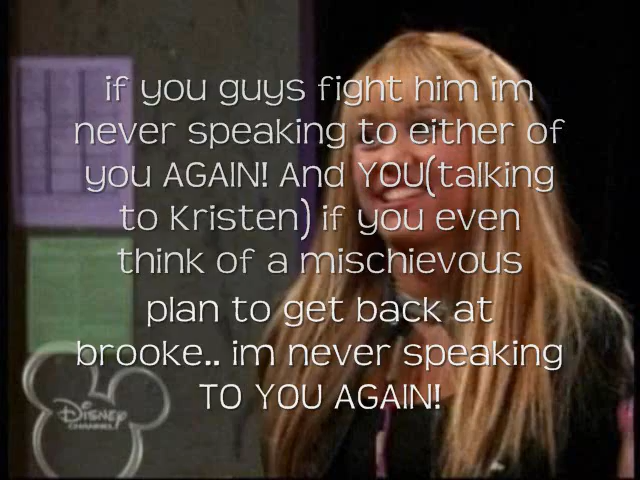 if you guys fight him im
never speaking to either of
you AGAIN! And YOU(talking
to Kristen) if you even
think of a mischievous
plan to get back at
brooke.. im never speaking
TO YOU AGAIN!
DISNEY
CHANNEL